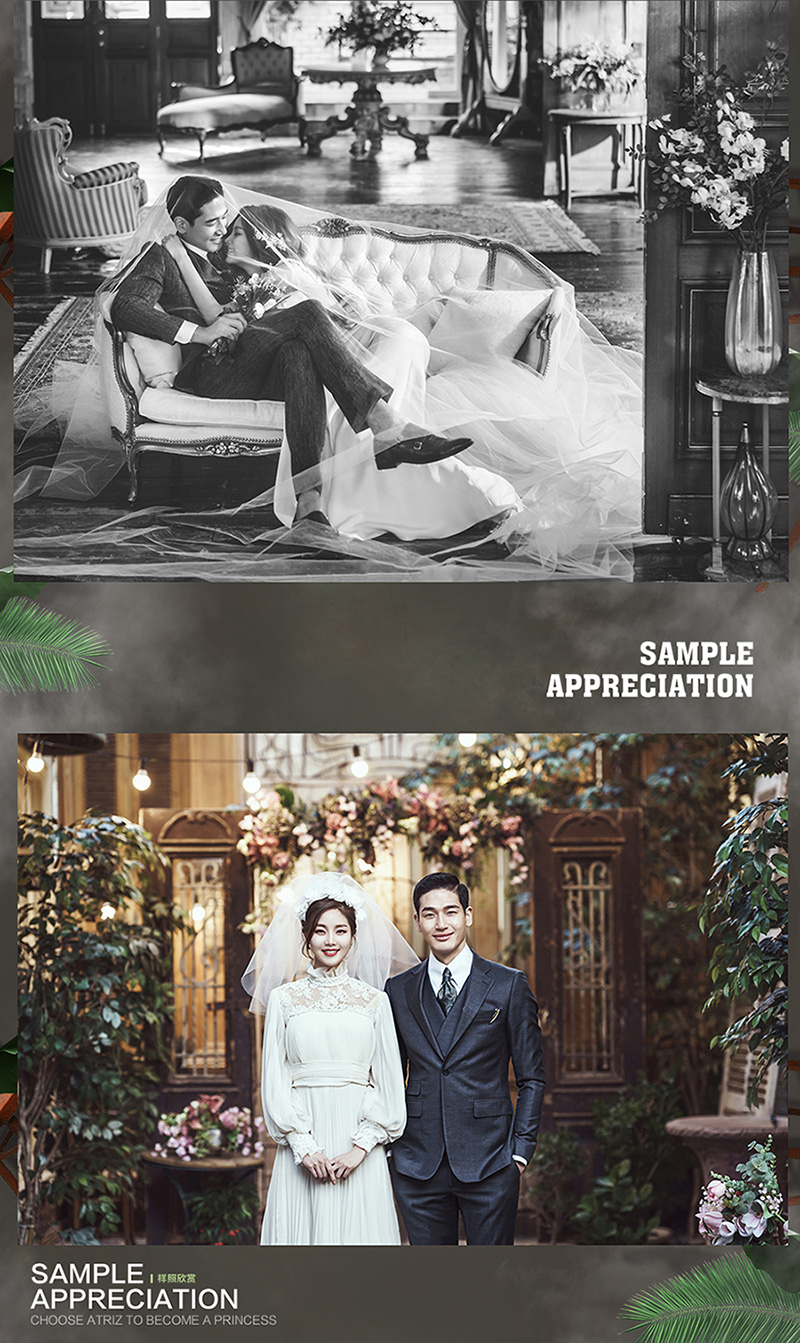 SAMPLE
APPRECIATION
SAMPLE | 样照欣赏
APPRECIATION
CHOOSE ATRIZ TO BECOME A PRINCESS